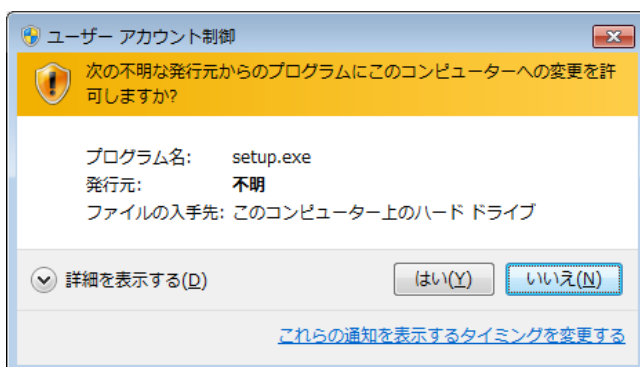 ユーザー アカウント制御
次の不明な発行元からのプログラムにこのコンピューターへの変更を許
可しますか?
プログラム名: setup.exe
発行元: 不明
ファイルの入手先: このコンピューター上のハード ドライブ
詳細を表示する(D)
はい(Y)
いいえ(N)
これらの通知を表示するタイミングを変更する